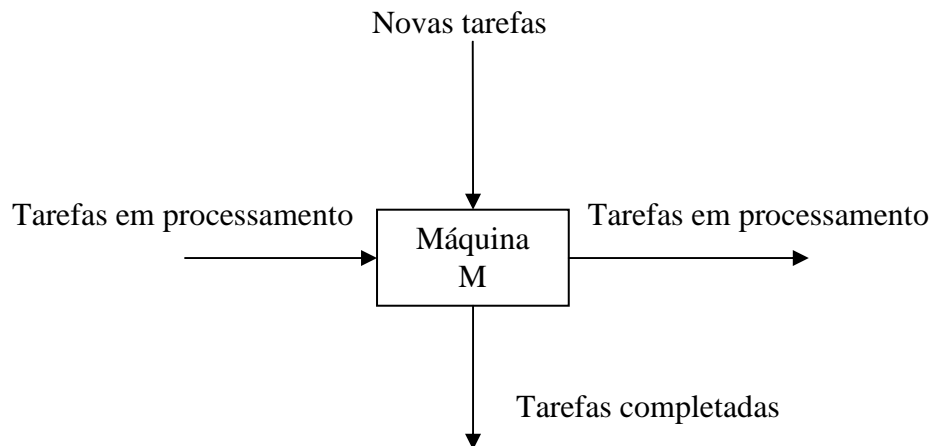 Novas tarefas
Tarefas em processamento
Tarefas em processamento
Máquina
M
Tarefas completadas